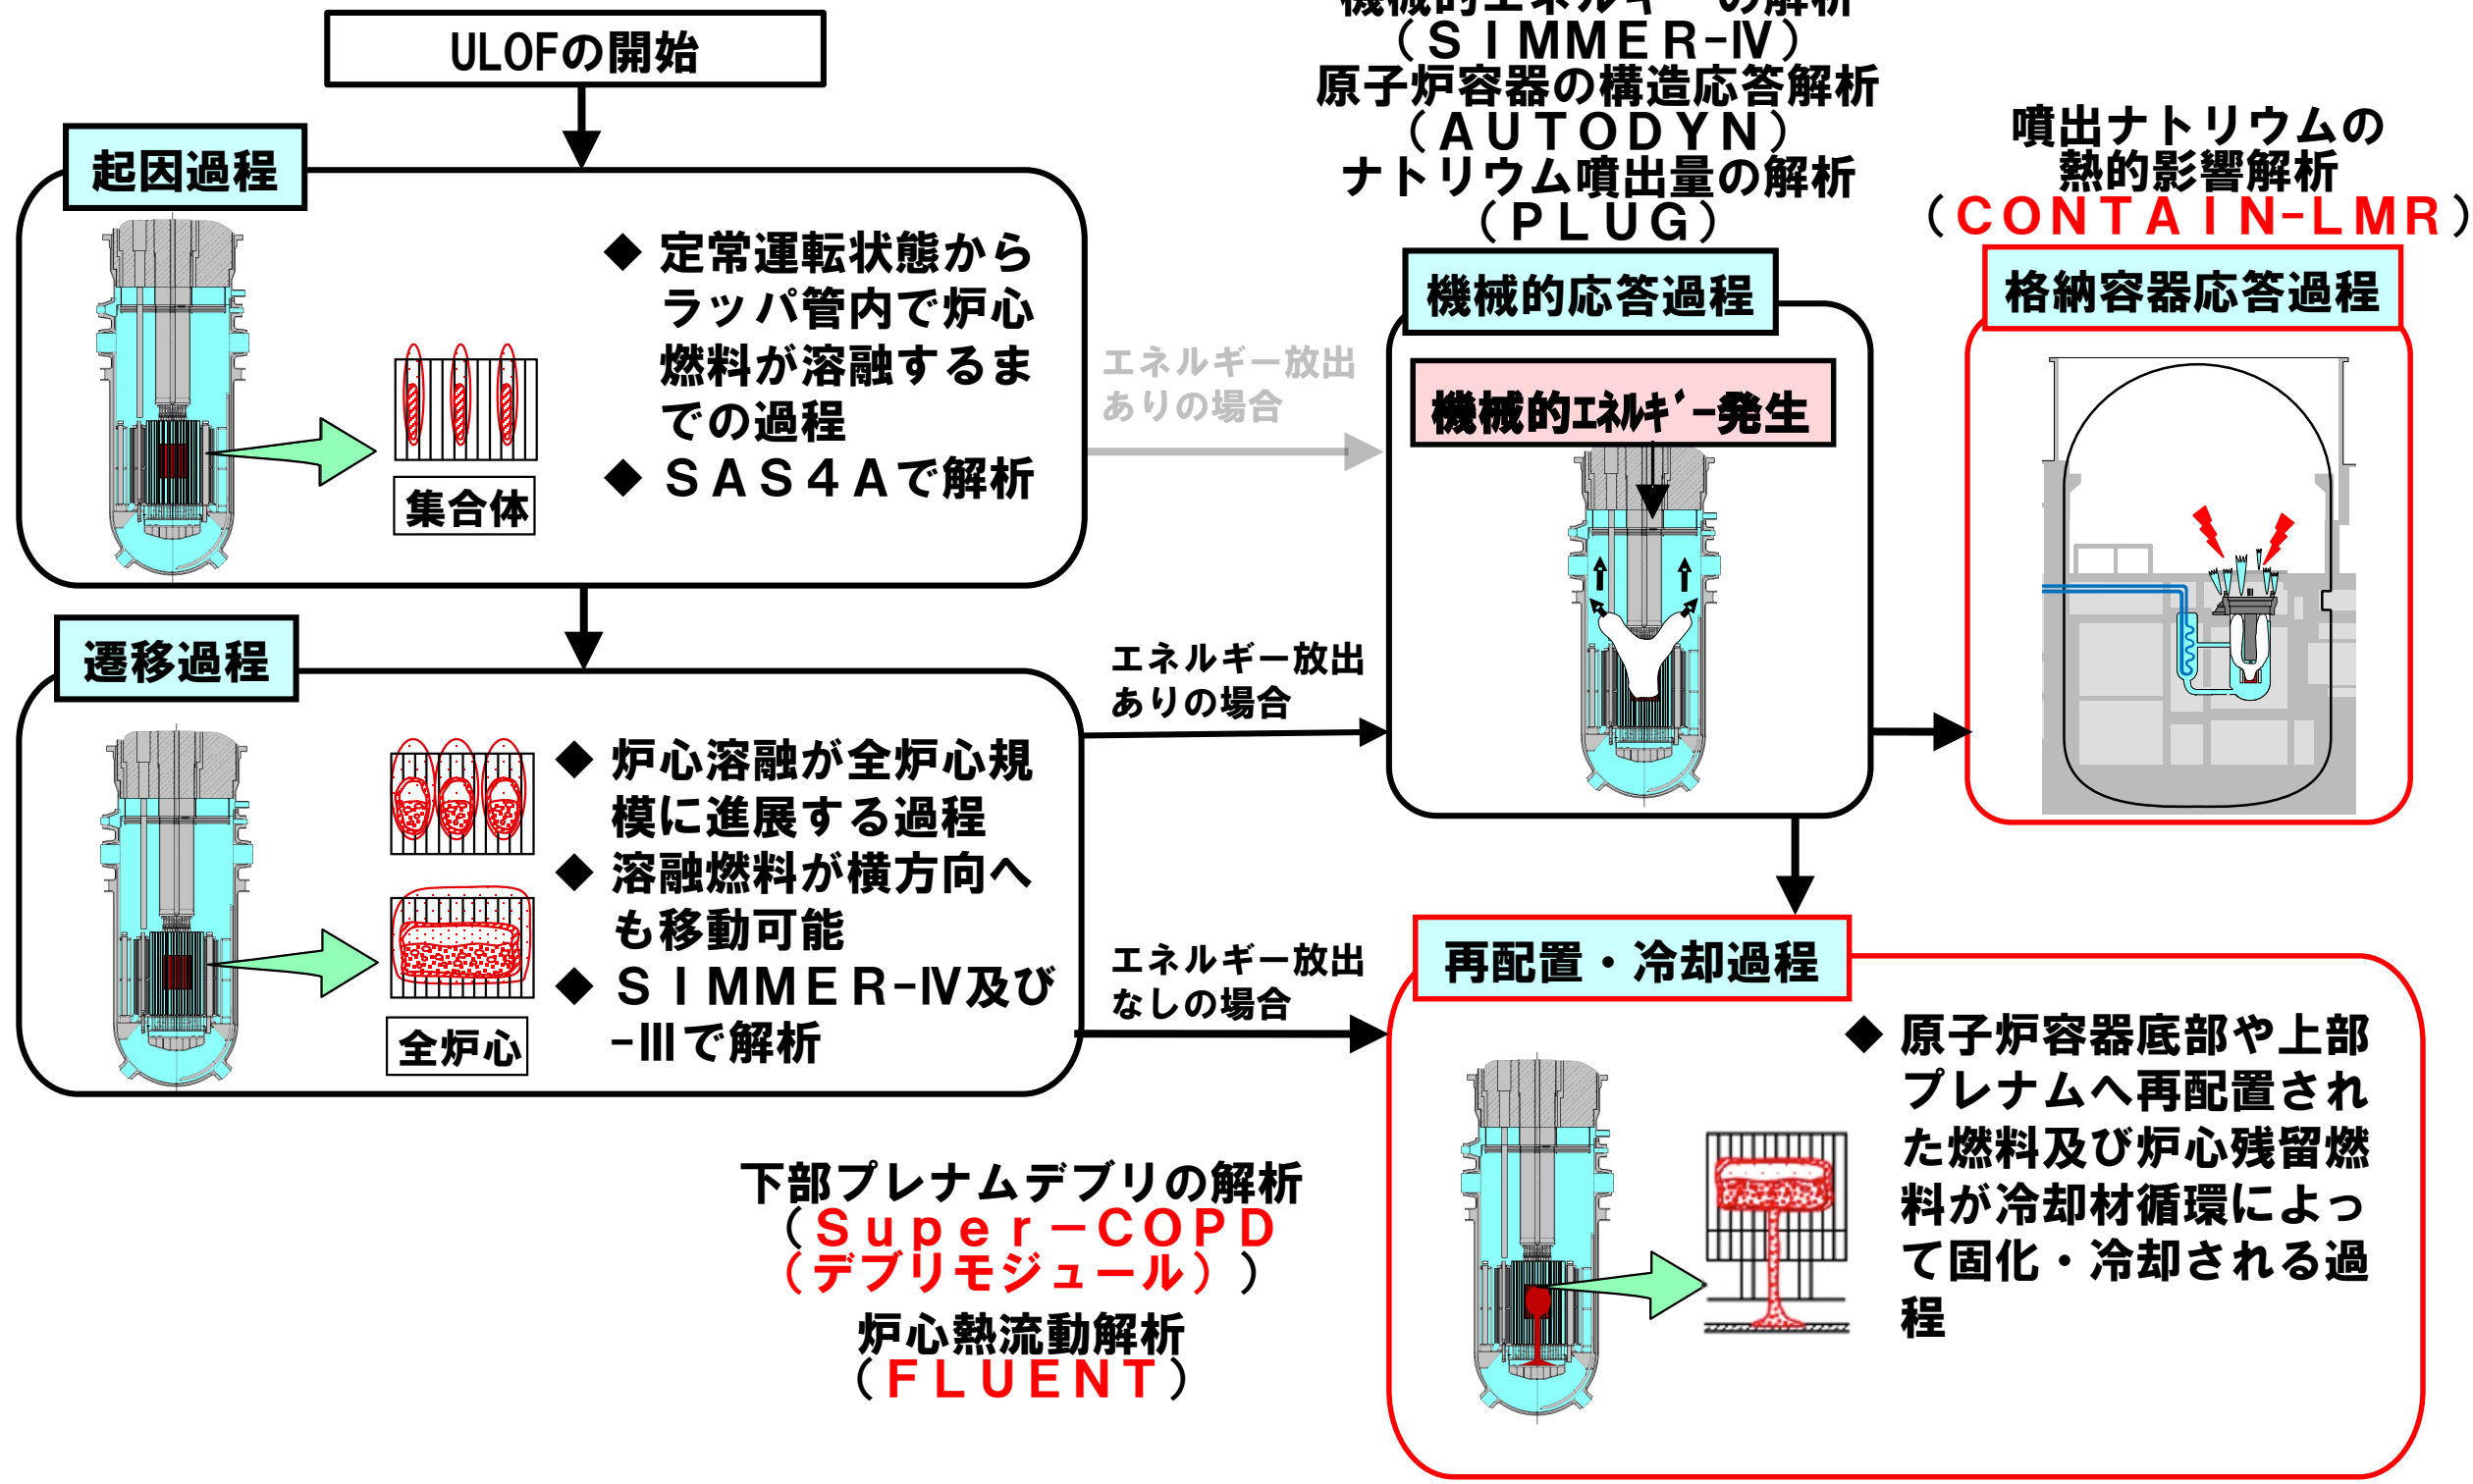 ULOFの開始
起因過程
◆ 定常運転状態から
ラッパ管内で炉心
燃料が溶融するま
での過程
◆ SAS4Aで解析
集合体
エネルギー放出
ありの場合
機械的エネルギーの解析
(SIMMER-Ⅳ)
原子炉容器の構造応答解析
(AUTODYN)
ナトリウム噴出量の解析
(PLUG)
機械的応答過程
機械的ｴﾈﾙｷﾞｰ発生
噴出ナトリウムの
熱的影響解析
(CONTAIN-LMR)
格納容器応答過程
遷移過程
◆ 炉心溶融が全炉心規
模に進展する過程
◆ 溶融燃料が横方向へ
も移動可能
◆ SIMMER-Ⅳ及び
-Ⅲで解析
全炉心
エネルギー放出
ありの場合
エネルギー放出
なしの場合
再配置・冷却過程
◆ 原子炉容器底部や上部
プレナムへ再配置され
た燃料及び炉心残留燃
料が冷却材循環によっ
て固化・冷却される過
程
下部プレナムデブリの解析
(Super-COPD
(デブリモジュール))
炉心熱流動解析
(FLUENT)